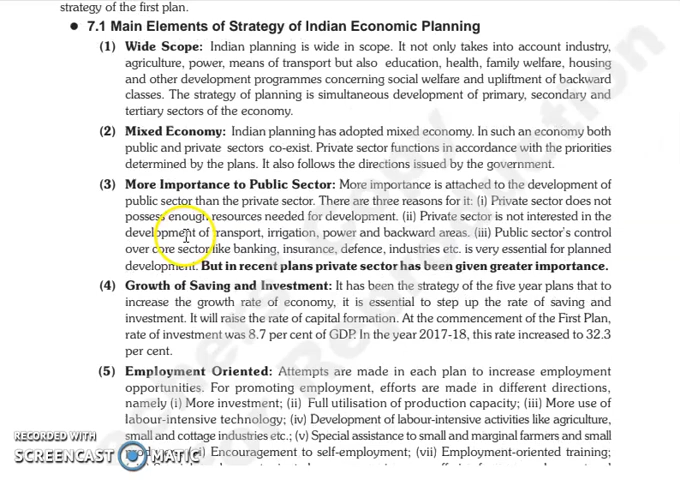 strategy of the first plan.
● 7.1 Main Elements of Strategy of Indian Economic Planning
(1) Wide Scope: Indian planning is wide in scope. It not only takes into account industry,
agriculture, power, means of transport but also education, health, family welfare, housing
and other development programmes concerning social welfare and upliftment of backward
classes. The strategy of planning is simultaneous development of primary, secondary and
tertiary sectors of the economy.
(2) Mixed Economy: Indian planning has adopted mixed economy. In such an economy both
public and private sectors co-exist. Private sector functions in accordance with the priorities
determined by the plans. It also follows the directions issued by the government.
(3) More Importance to Public Sector: More importance is attached to the development of
public sector than the private sector. There are three reasons for it: (i) Private sector does not
possess enough resources needed for development. (ii) Private sector is not interested in the
development of transport, irrigation, power and backward areas. (iii) Public sector's control
over core sector like banking, insurance, defence, industries etc. is very essential for planned
development. But in recent plans private sector has been given greater importance.
(4) Growth of Saving and Investment: It has been the strategy of the five year plans that to
increase the growth rate of economy, it is essential to step up the rate of saving and
investment. It will raise the rate of capital formation. At the commencement of the First Plan,
rate of investment was 8.7 per cent of GDP. In the year 2017-18, this rate increased to 32.3
per cent.
(5) Employment Oriented: Attempts are made in each plan to increase employment
opportunities. For promoting employment, efforts are made in different directions,
namely (i) More investment; (ii) Full utilisation of production capacity; (iii) More use of
labour-intensive technology; (iv) Development of labour-intensive activities like agriculture,
small and cottage industries etc.; (v) Special assistance to small and marginal farmers and small
Encouragement to self-employment; (vii) Employment-oriented training;
RECORDED WITH
SCREENCAST MATIC